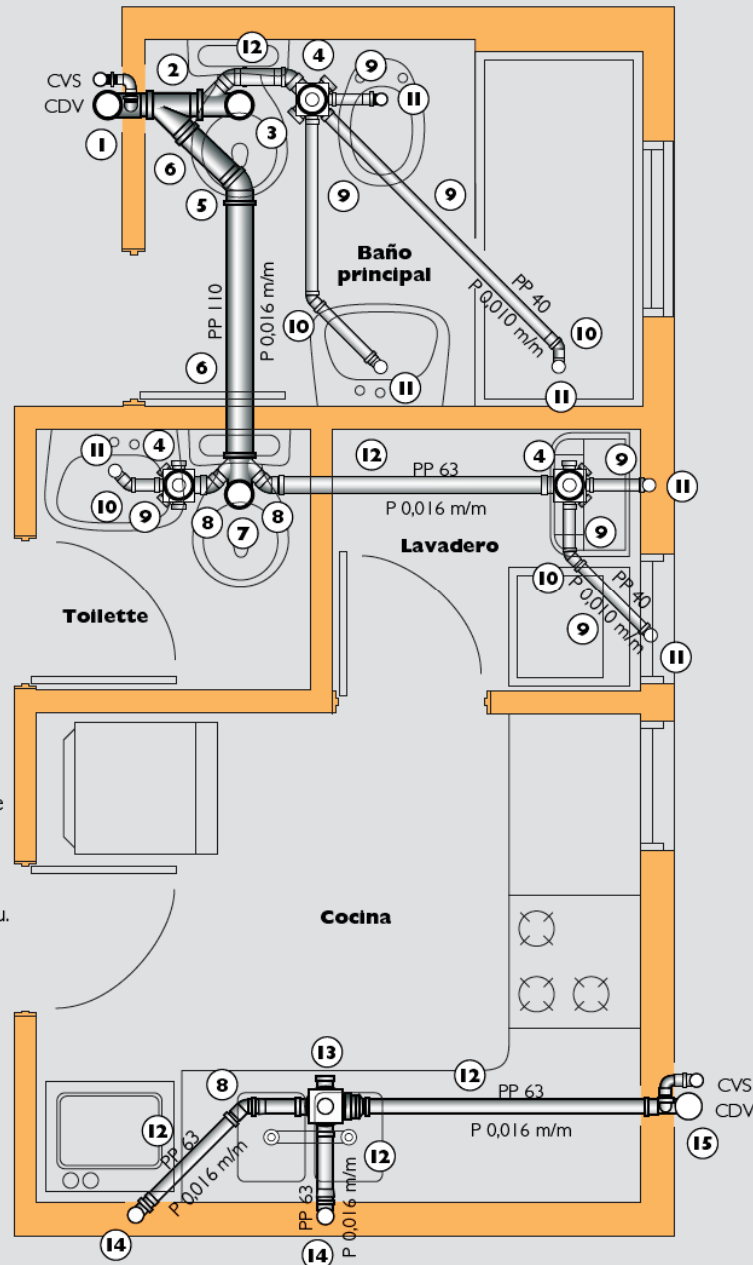 12
4
2
9
CVS
CDV
11
1
3
6
5
9
9
Baño
principal
PP 110
P 0,016 m/m
PP 40
P 0,010 m/m
10
10
6
11
11
11
4
12
PP 63
4
9
11
10
9
8
7
8
P 0,016 m/m
Lavadero
9
10
PP 40
P 0,010 m/m
Toilette
9
11
e
u.
Cocina
13
8
12
PP 63
CVS
CDV
12
PP 63
P 0,016 m/m
12
P 0,016 m/m
15
PP 63
P 0,016 m/m
14
14